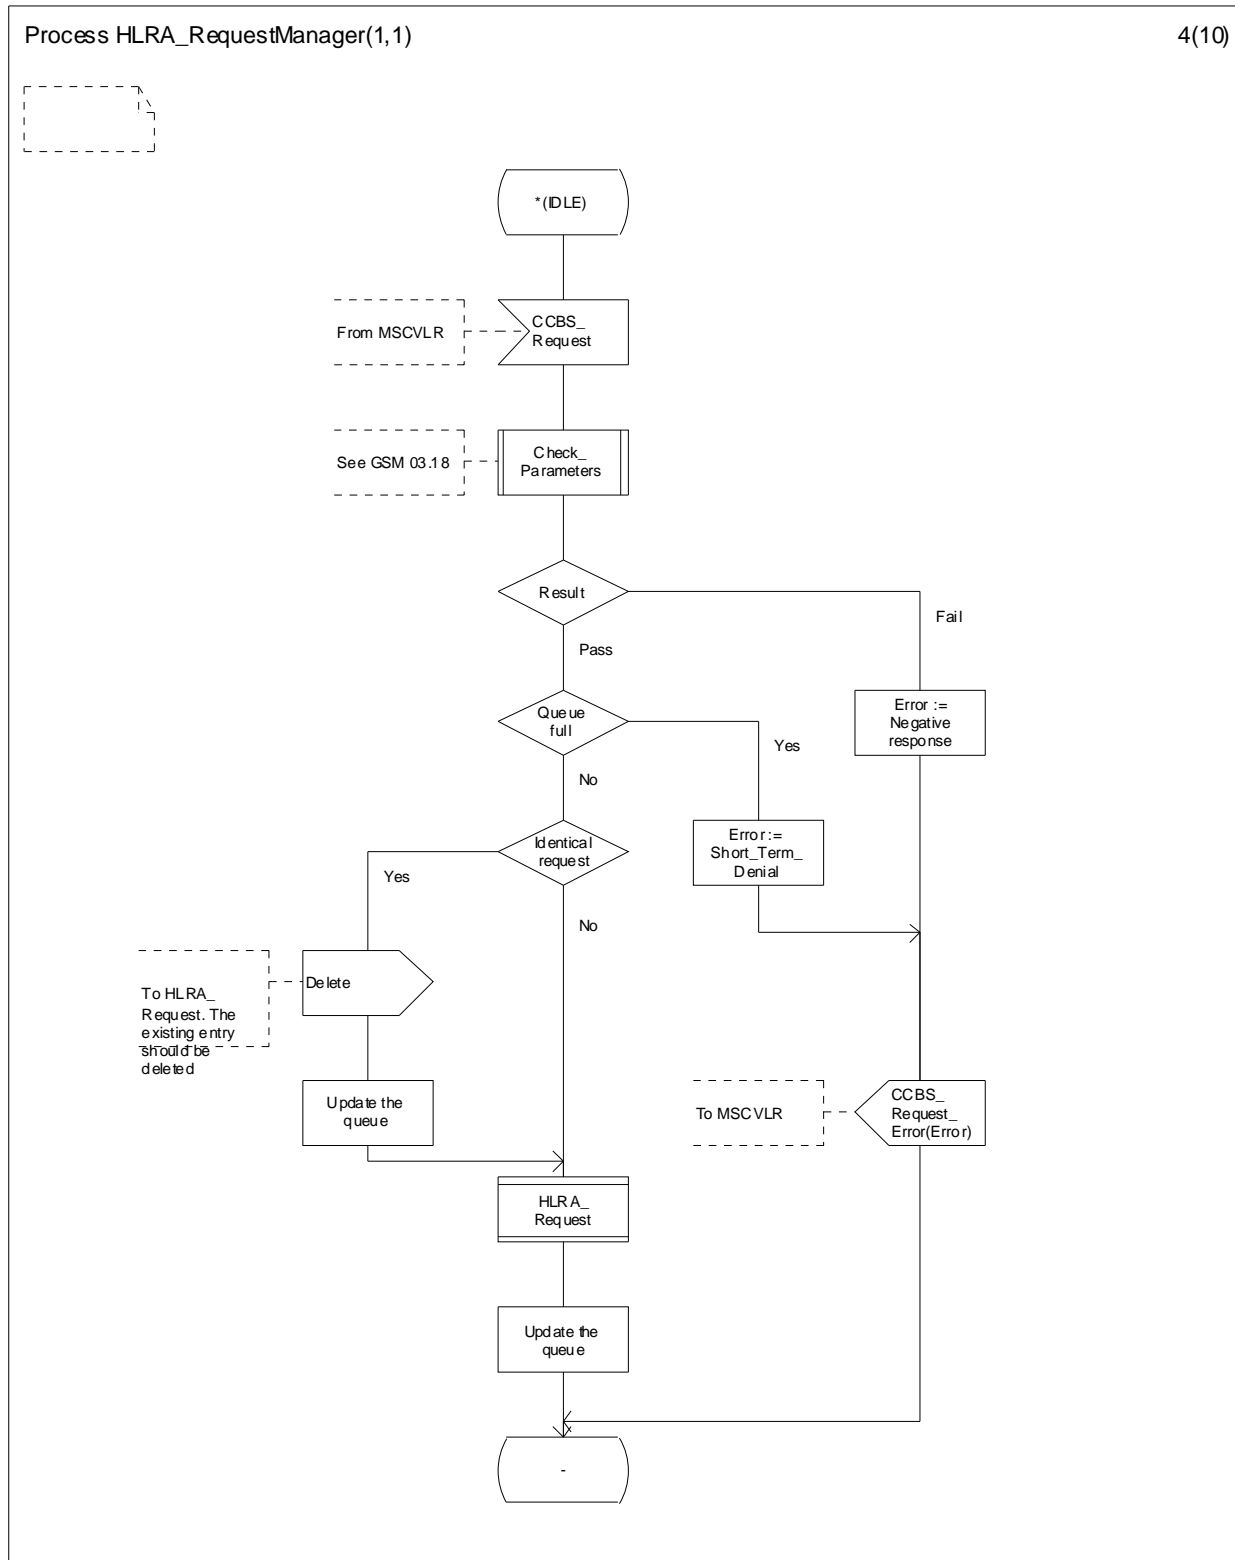 Process HLRA_RequestManager(1,1)
4(10)
*(IDLE)
From MSCVLR
CCBS_
Request
See GSM 03.18
Check_
Parameters
Result
Fail
Pass
Queue
full
Error :=
Negative
response
Yes
No
Identical
request
Error :=
Short_Term_
Denial
Yes
No
Delete
To HLRA_
Request. The
existing entry
should be
deleted
Update the
queue
To MSCVLR
CCBS_
Request_
Error(Error)
HLRA_
Request
Update the
queue
-